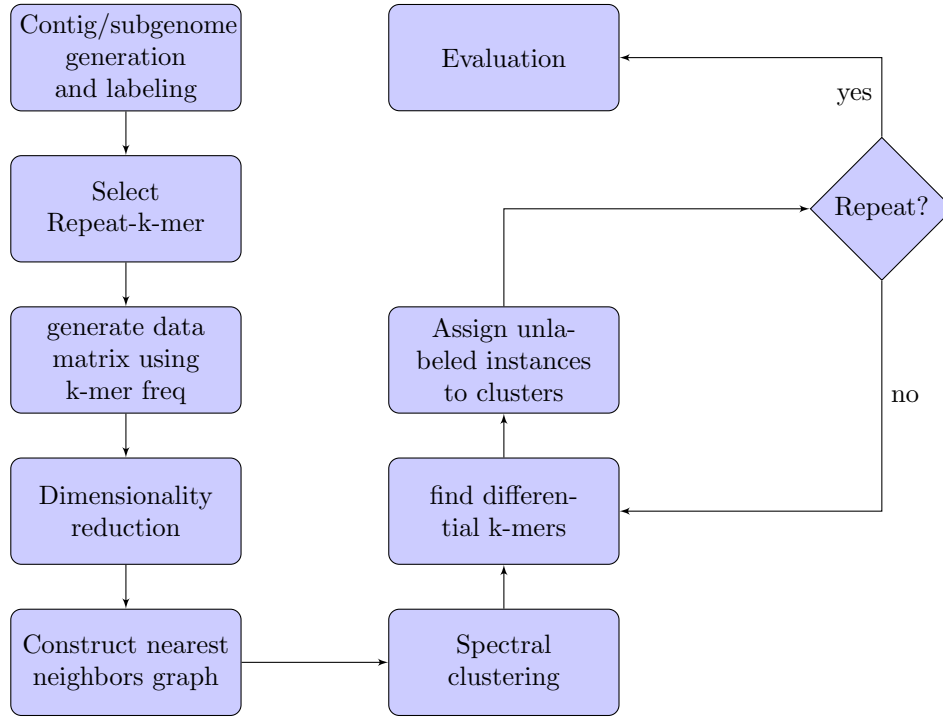 Contig/subgenome
generation
and labeling
Select
Repeat-k-mer
generate data
matrix using
k-mer freq
Dimensionality
reduction
Construct nearest
neighbors graph
Spectral
clustering
find differen-
tial k-mers
Assign unla-
beled instances
to clusters
Repeat?
yes
no
Evaluation